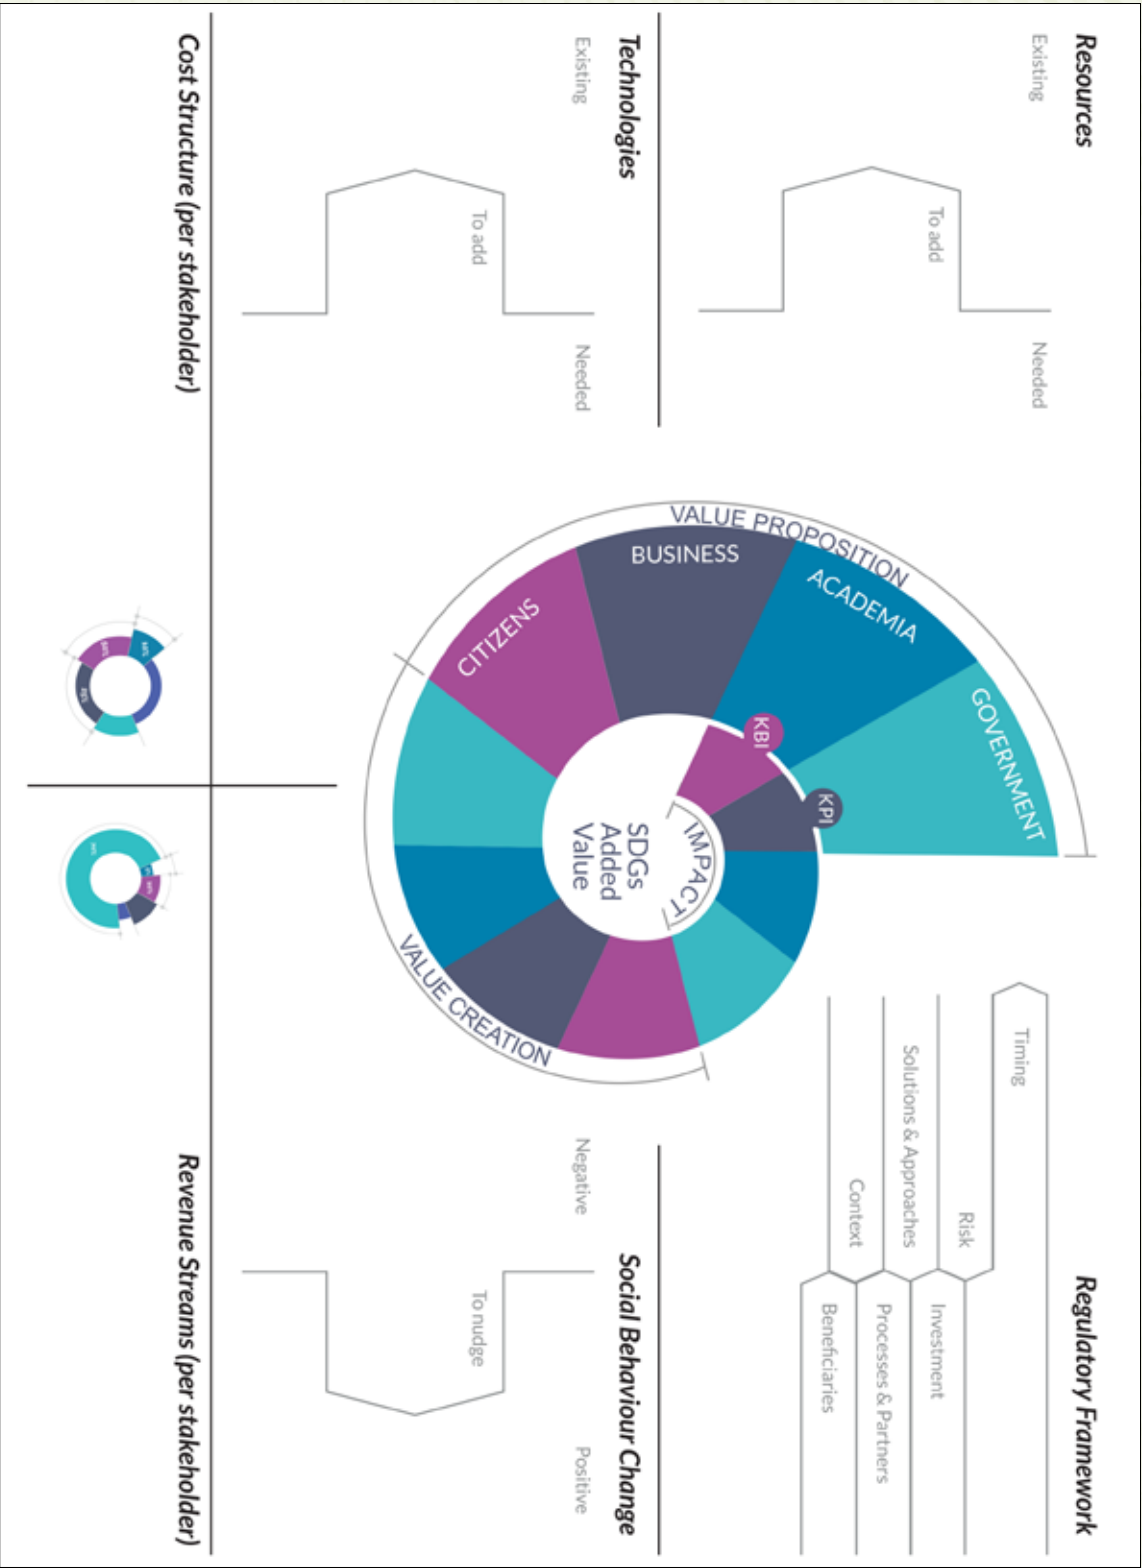 Resources
Existing
To add
Needed
Technologies
Existing
To add
Needed
VALUE PROPOSITION
GOVERNMENT
ACADEMIA
BUSINESS
CITIZENS
KPI
KBI
IMPACT
SDGs
Added
Value
VALUE CREATION
Regulatory Framework
Timing
Risk
Investment
Solutions & Approaches
Processes & Partners
Context
Beneficiaries
Social Behaviour Change
Negative
To nudge
Positive
Cost Structure (per stakeholder)
Revenue Streams (per stakeholder)